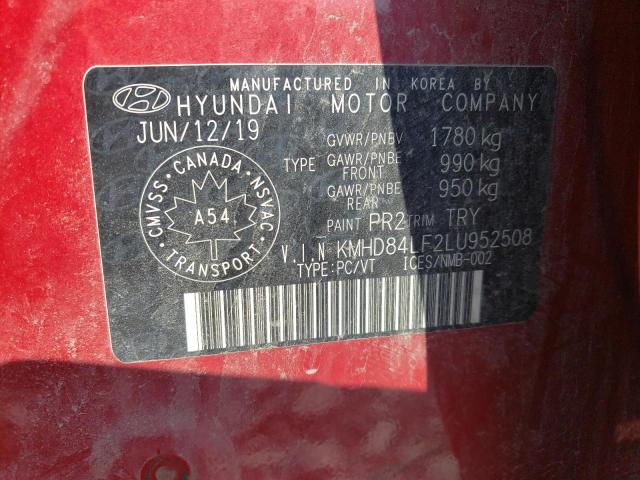 MANUFACTURED IN KOREA BY
HYUNDAI MOTOR COMPANY
JUN/12/19
GVWR/PNBV 1780 kg
TYPE GAWR/PNBE FRONT 990 kg
GAWR/PNBE REAR 950 kg
PAINT PR2 TRIM TRY
CMVSS · CANADA · NSVAC · TRANSPORT
A54
V.I.N KMHD84LF2LU952508
TYPE:PC/VT ICES/NMB-002